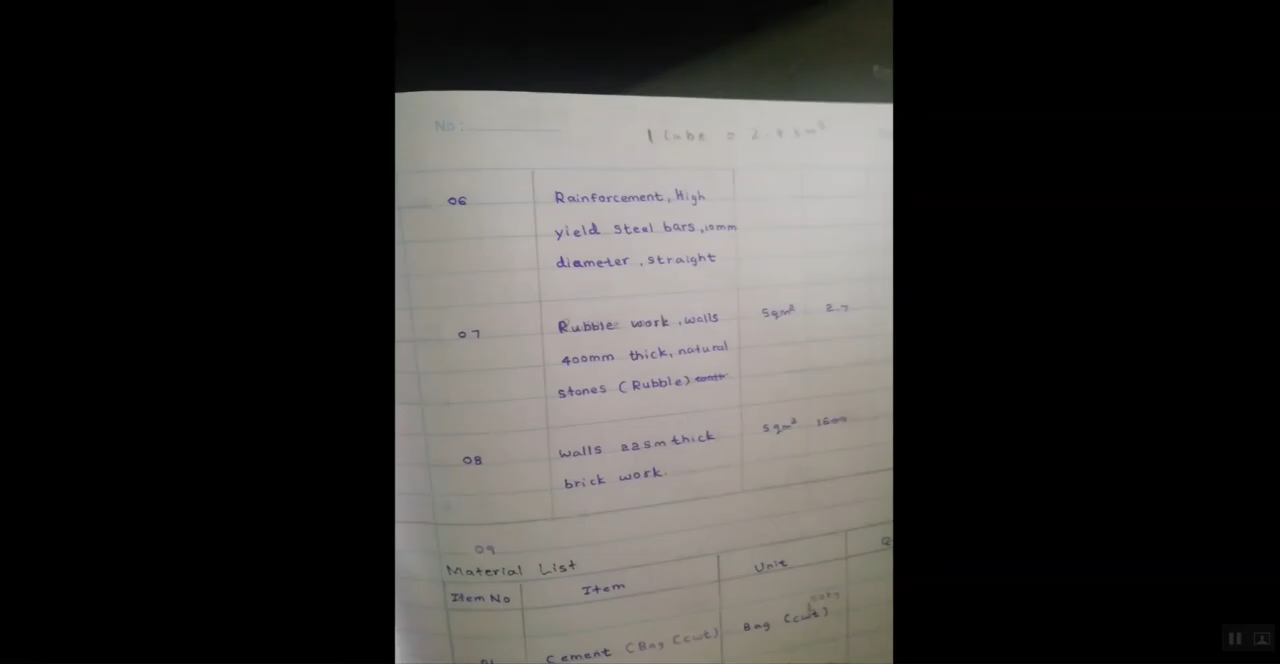 No:
1 Cube = 2.83m³
06 Rainforcement, High
yield steel bars, 10mm
diameter, straight
07 Rubble work, walls sqm² 2.7
400mm thick, natural
stones (Rubble)
08 walls 225m thick sqm²
brick work.
09
Material List
Item No Item Unit
01 Cement (Bag (cwt) Bag (cwt)